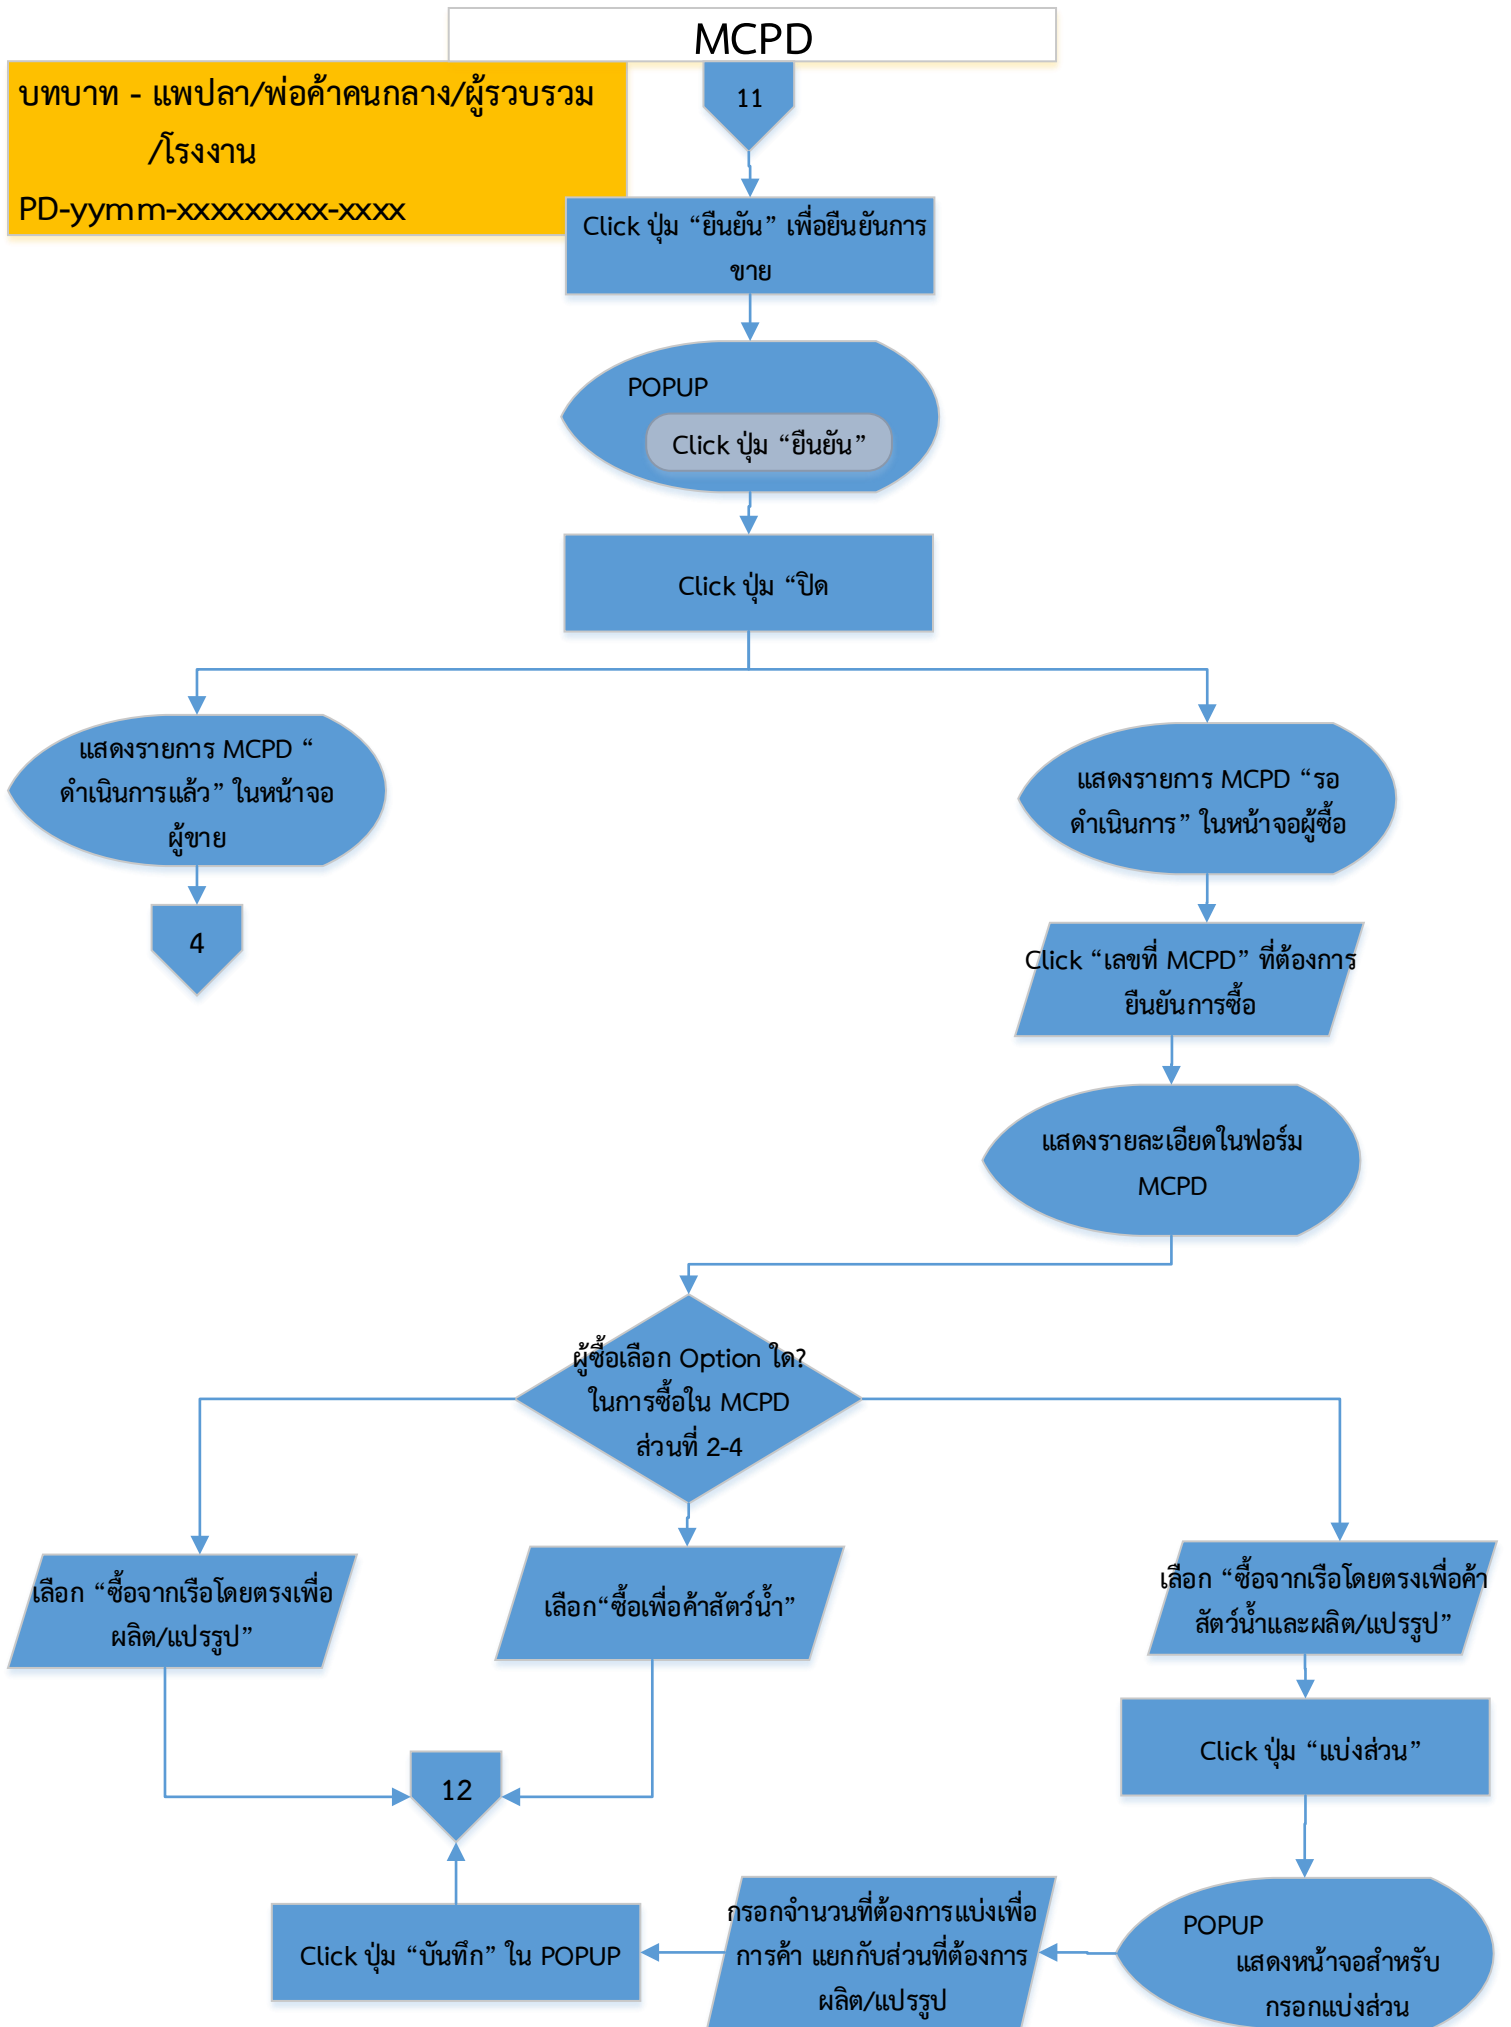 MCPD
บทบาท - แพปลา/พ่อค้าคนกลาง/ผู้รวบรวม
/โรงงาน
PD-yymm-xxxxxxxxx-xxxx
11
Click ปุ่ม “ยืนยัน” เพื่อยืนยันการ
ขาย
POPUP
Click ปุ่ม “ยืนยัน”
Click ปุ่ม “ปิด
แสดงรายการ MCPD “
ดำเนินการแล้ว” ในหน้าจอ
ผู้ขาย
4
แสดงรายการ MCPD “รอ
ดำเนินการ” ในหน้าจอผู้ซื้อ
Click “เลขที่ MCPD” ที่ต้องการ
ยืนยันการซื้อ
แสดงรายละเอียดในฟอร์ม
MCPD
ผู้ซื้อเลือก Option ใด?
ในการซื้อใน MCPD
ส่วนที่ 2-4
เลือก “ซื้อจากเรือโดยตรงเพื่อ
ผลิต/แปรรูป”
เลือก“ซื้อเพื่อค้าสัตว์น้ำ”
เลือก “ซื้อจากเรือโดยตรงเพื่อค้า
สัตว์น้ำและผลิต/แปรรูป”
Click ปุ่ม “แบ่งส่วน”
12
POPUP
แสดงหน้าจอสำหรับ
กรอกแบ่งส่วน
กรอกจำนวนที่ต้องการแบ่งเพื่อ
การค้า แยกกับส่วนที่ต้องการ
ผลิต/แปรรูป
Click ปุ่ม “บันทึก” ใน POPUP